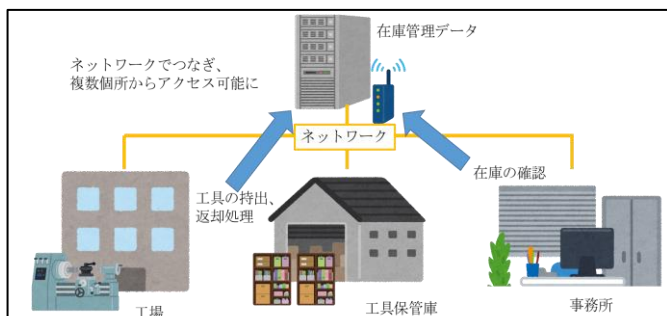 在庫管理データ
ネットワークでつなぎ、
複数個所からアクセス可能に
ネットワーク
工具の持出、
返却処理
在庫の確認
工場
工具保管庫
事務所